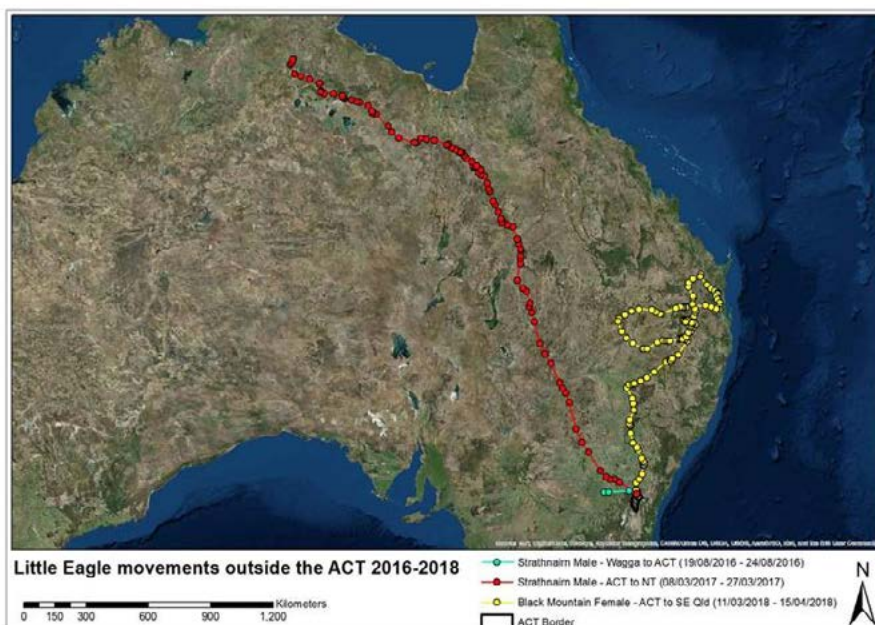 Little Eagle movements outside the ACT 2016-2018
Kilometers
0 150 300 600 900 1,200
Strathnairn Male - Wagga to ACT (19/08/2016 - 24/08/2016)
Strathnairn Male - ACT to NT (08/03/2017 - 27/03/2017)
Black Mountain Female - ACT to SE Qld (11/03/2018 - 15/04/2018)
ACT Border
N